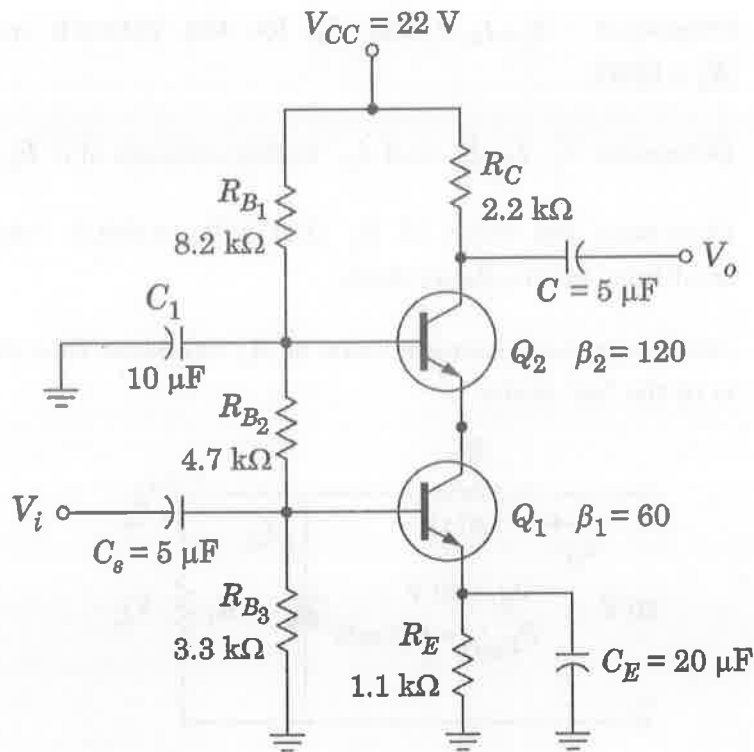 V_CC = 22 V
R_B1
8.2 kΩ
R_C
2.2 kΩ
V_o
C = 5 µF
C_1
10 µF
Q_2 β_2 = 120
R_B2
4.7 kΩ
V_i
C_s = 5 µF
Q_1 β_1 = 60
R_B3
3.3 kΩ
R_E
1.1 kΩ
C_E = 20 µF